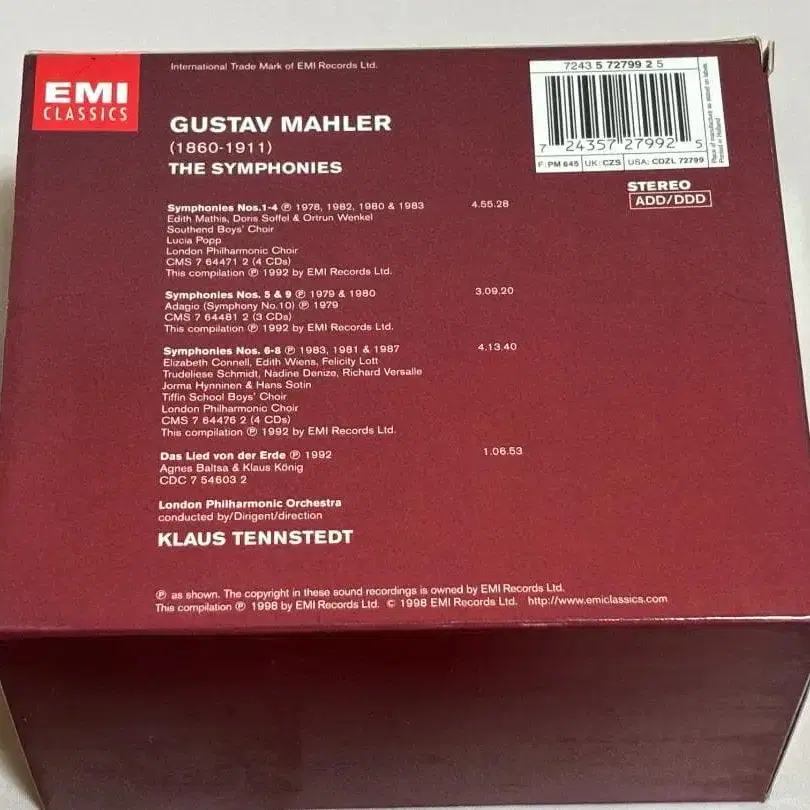 EMI
CLASSICS
International Trade Mark of EMI Records Ltd.
GUSTAV MAHLER
(1860-1911)
THE SYMPHONIES
7243 5 72799 2 5
7 24357 27992 5
F: PM 645 UK: CZS USA: CDZL 72799
Place of manufacture as stated on labels
Printed in Holland
STEREO
ADD/DDD
Symphonies Nos.1-4 ℗ 1978, 1982, 1980 & 1983 4.55.28
Edith Mathis, Doris Soffel & Ortrun Wenkel
Southend Boys' Choir
Lucia Popp
London Philharmonic Choir
CMS 7 64471 2 (4 CDs)
This compilation ℗ 1992 by EMI Records Ltd.
Symphonies Nos. 5 & 9 ℗ 1979 & 1980 3.09.20
Adagio (Symphony No.10) ℗ 1979
CMS 7 64481 2 (3 CDs)
This compilation ℗ 1992 by EMI Records Ltd.
Symphonies Nos. 6-8 ℗ 1983, 1981 & 1987 4.13.40
Elizabeth Connell, Edith Wiens, Felicity Lott
Trudeliese Schmidt, Nadine Denize, Richard Versalle
Jorma Hynninen & Hans Sotin
Tiffin School Boys' Choir
London Philharmonic Choir
CMS 7 64476 2 (4 CDs)
This compilation ℗ 1992 by EMI Records Ltd.
Das Lied von der Erde ℗ 1992 1.06.53
Agnes Baltsa & Klaus König
CDC 7 54603 2
London Philharmonic Orchestra
conducted by/Dirigent/direction
KLAUS TENNSTEDT
℗ as shown. The copyright in these sound recordings is owned by EMI Records Ltd.
This compilation ℗ 1998 by EMI Records Ltd. © 1998 EMI Records Ltd. http://www.emiclassics.com